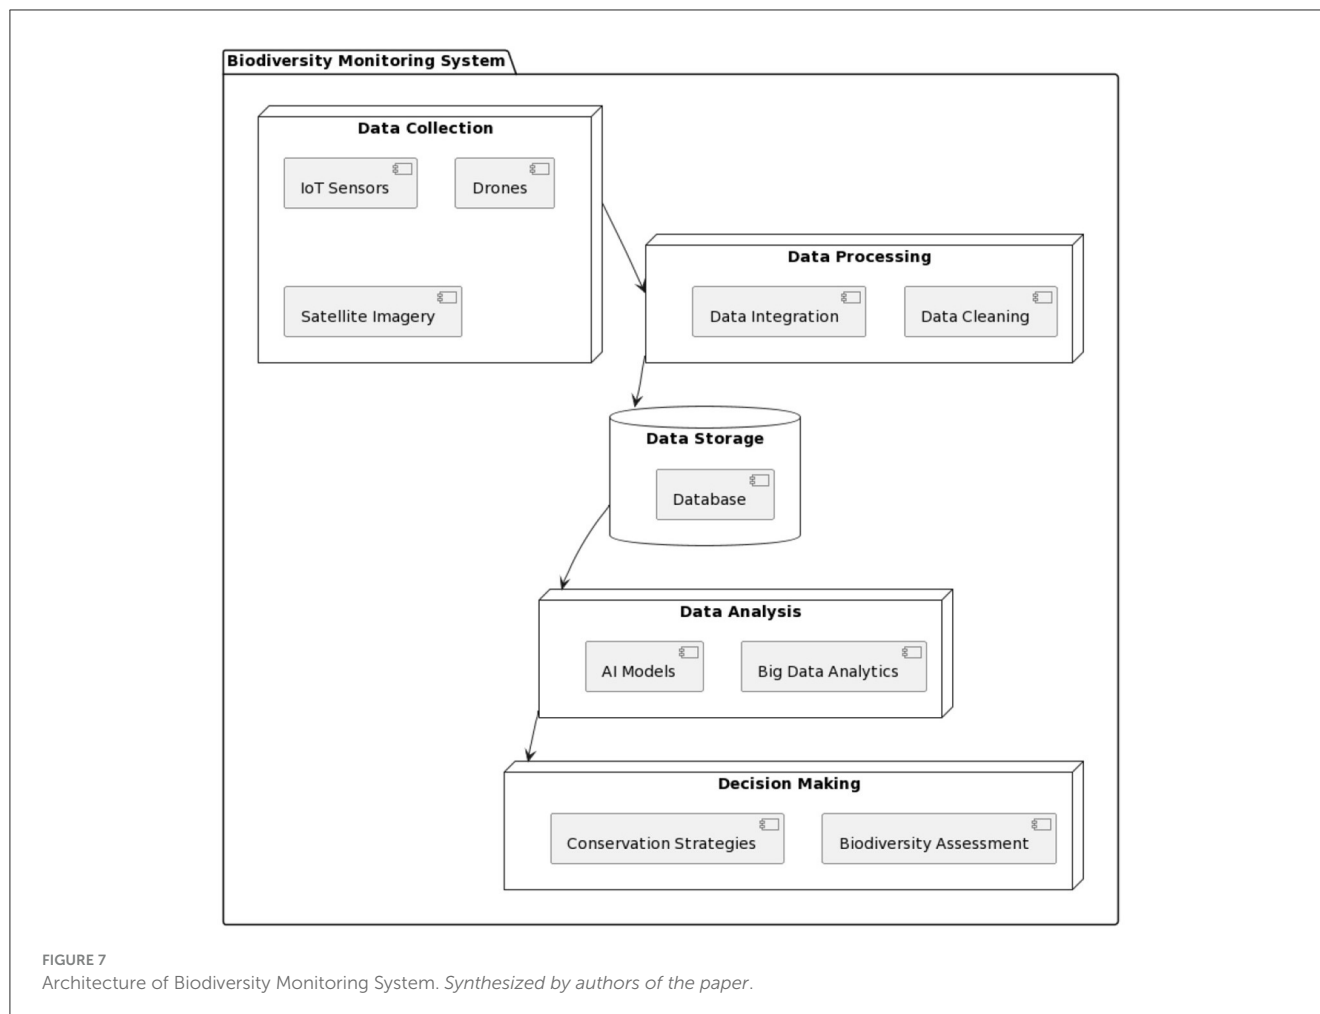 Biodiversity Monitoring System
Data Collection
IoT Sensors
Drones
Satellite Imagery
Data Processing
Data Integration
Data Cleaning
Data Storage
Database
Data Analysis
AI Models
Big Data Analytics
Decision Making
Conservation Strategies
Biodiversity Assessment
FIGURE 7
Architecture of Biodiversity Monitoring System. Synthesized by authors of the paper.